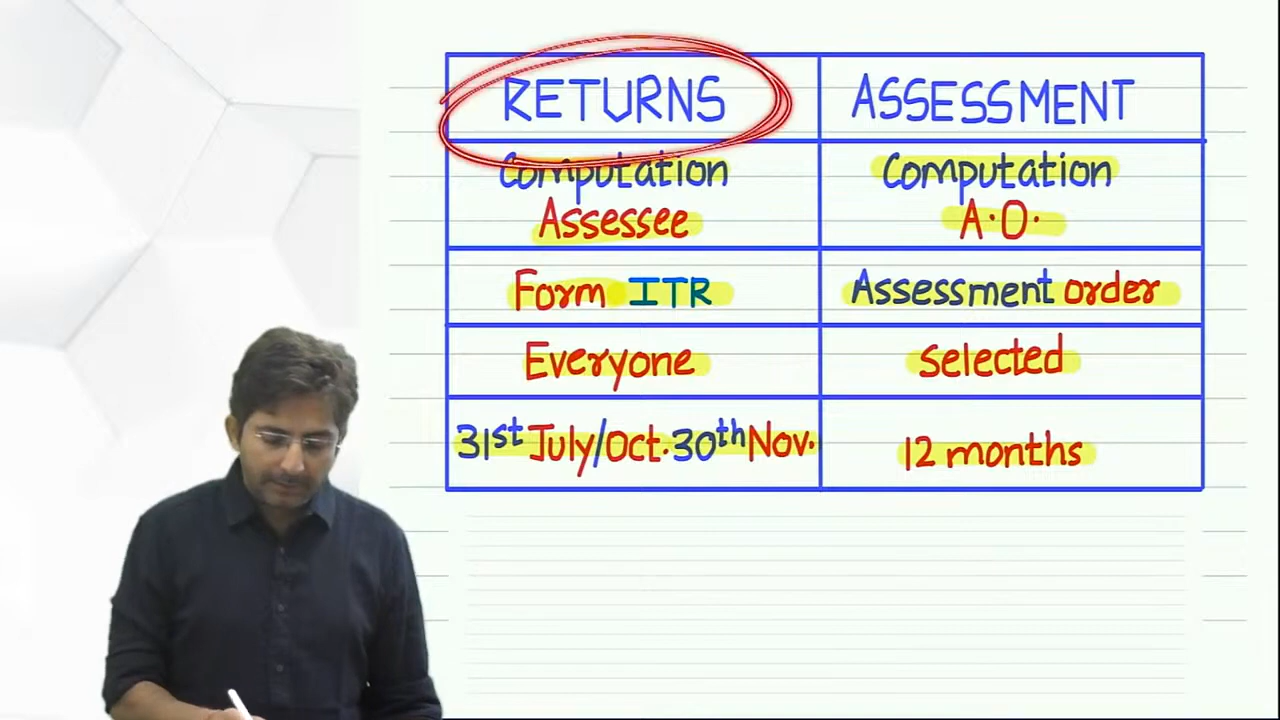 RETURNS ASSESSMENT
Computation Computation
Assessee A.O.
Form ITR Assessment order
Everyone Selected
31st July/Oct. 30th Nov. 12 months